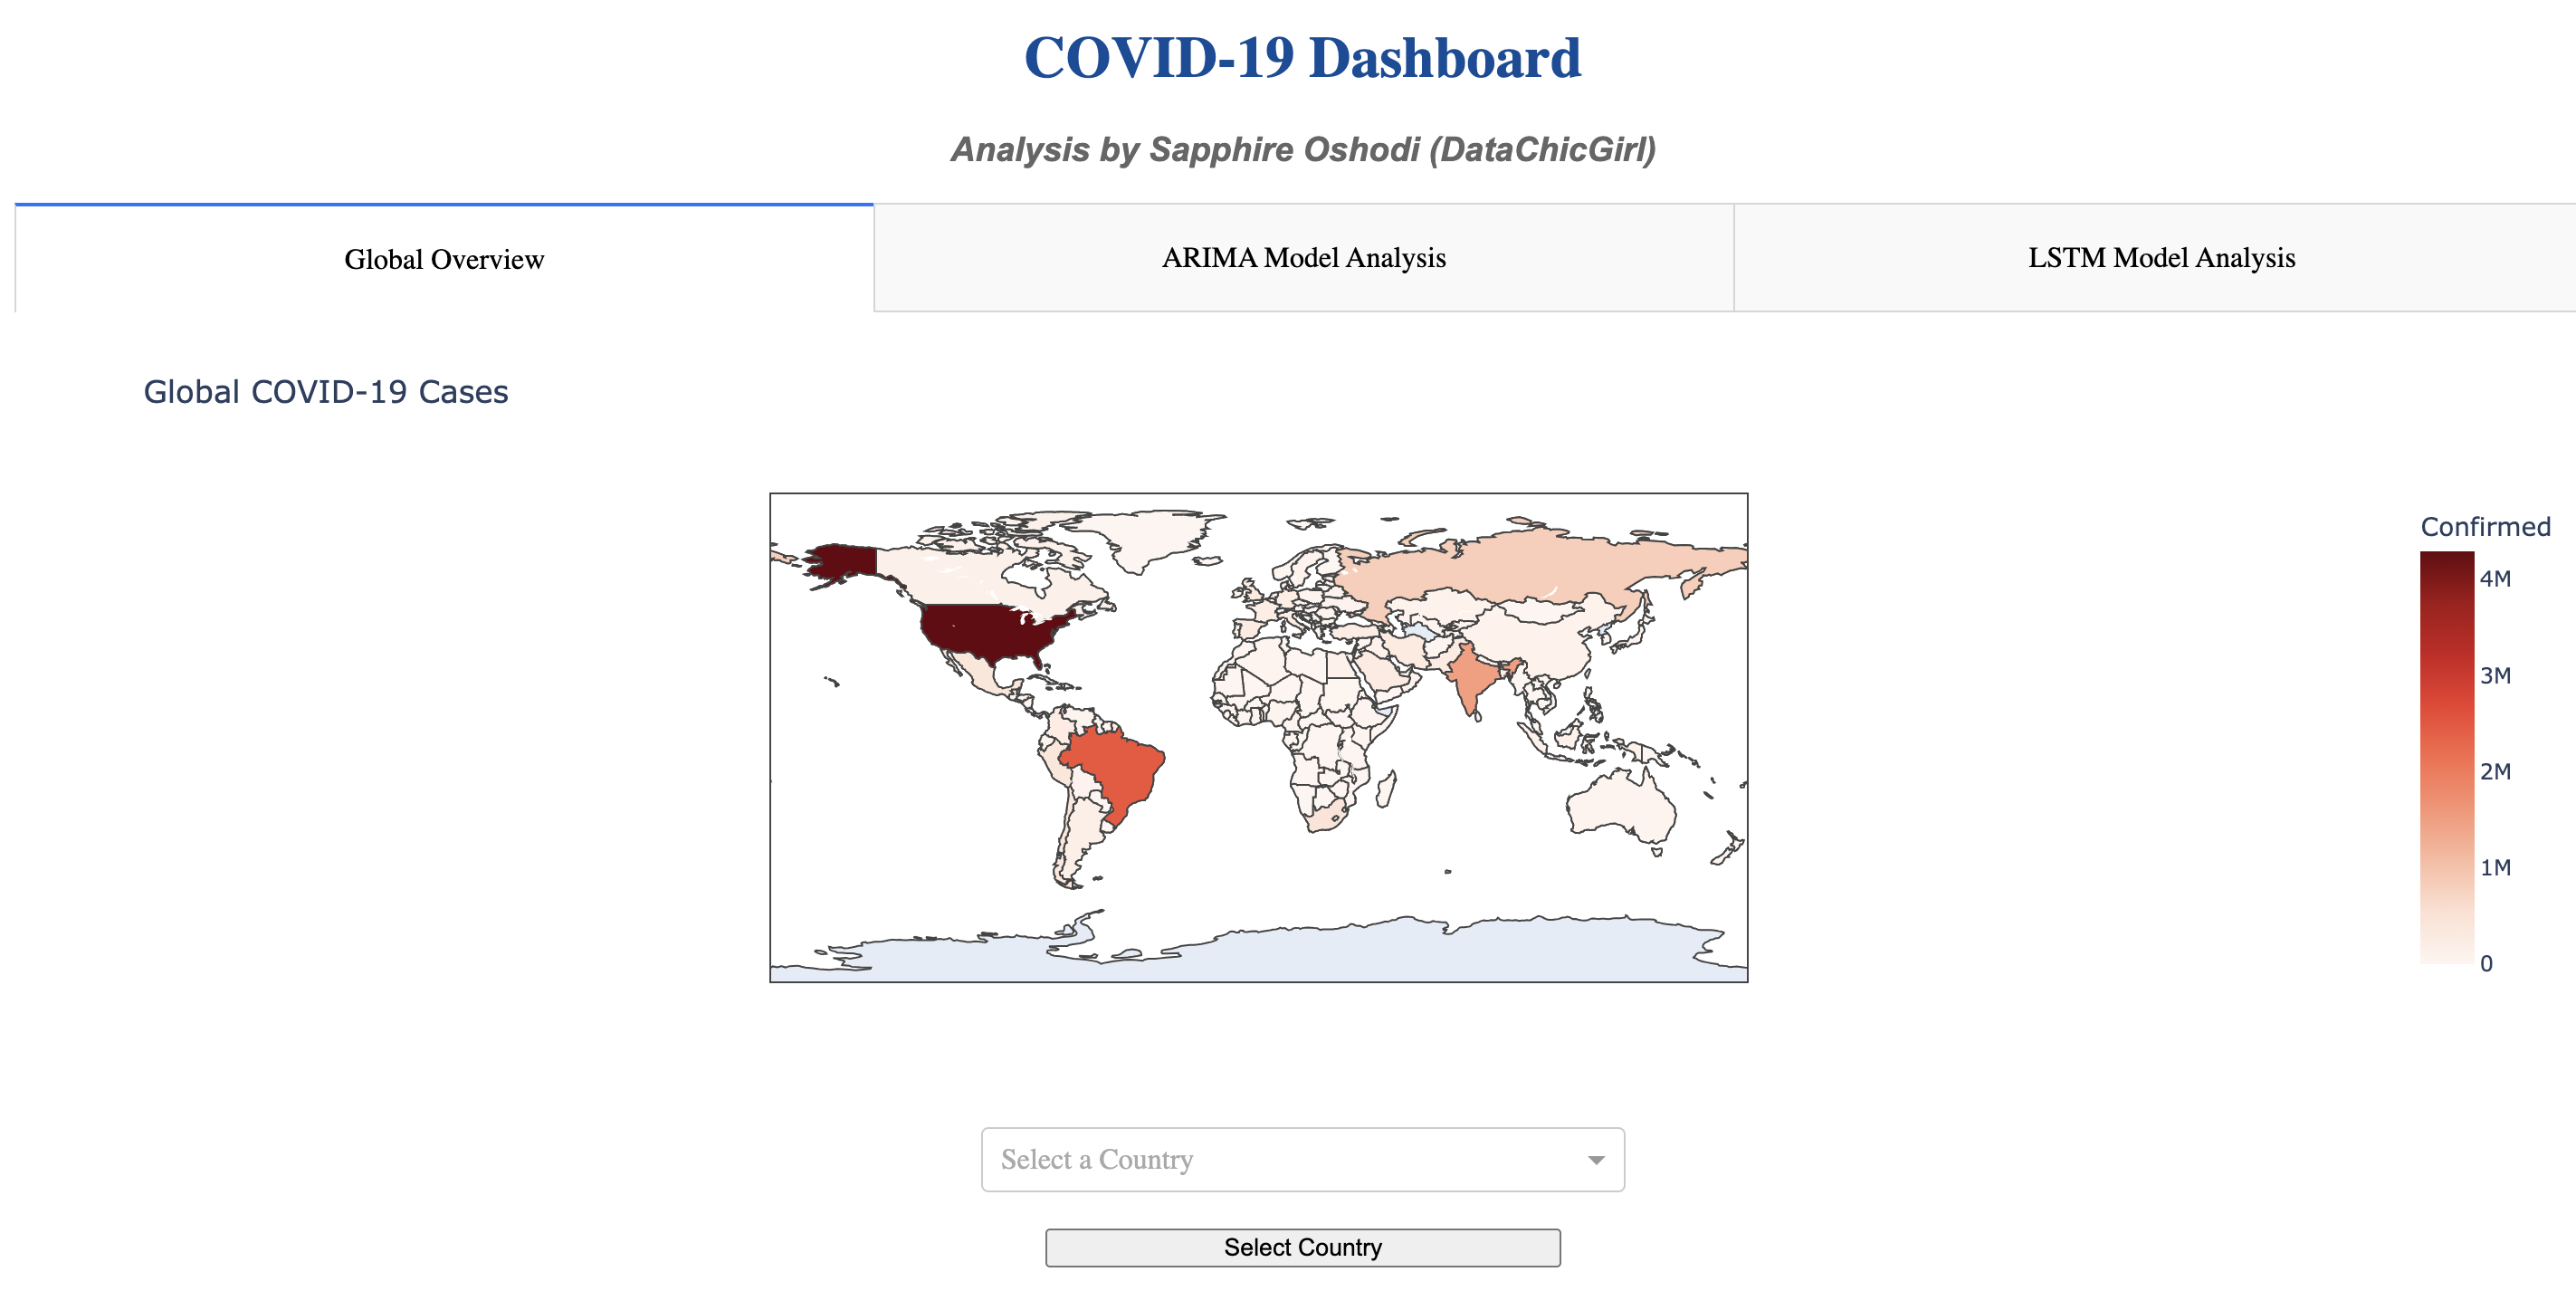 COVID-19 Dashboard
Analysis by Sapphire Oshodi (DataChicGirl)
Global Overview
ARIMA Model Analysis
LSTM Model Analysis
Global COVID-19 Cases
Confirmed
4M
3M
2M
1M
0
Select a Country
Select Country